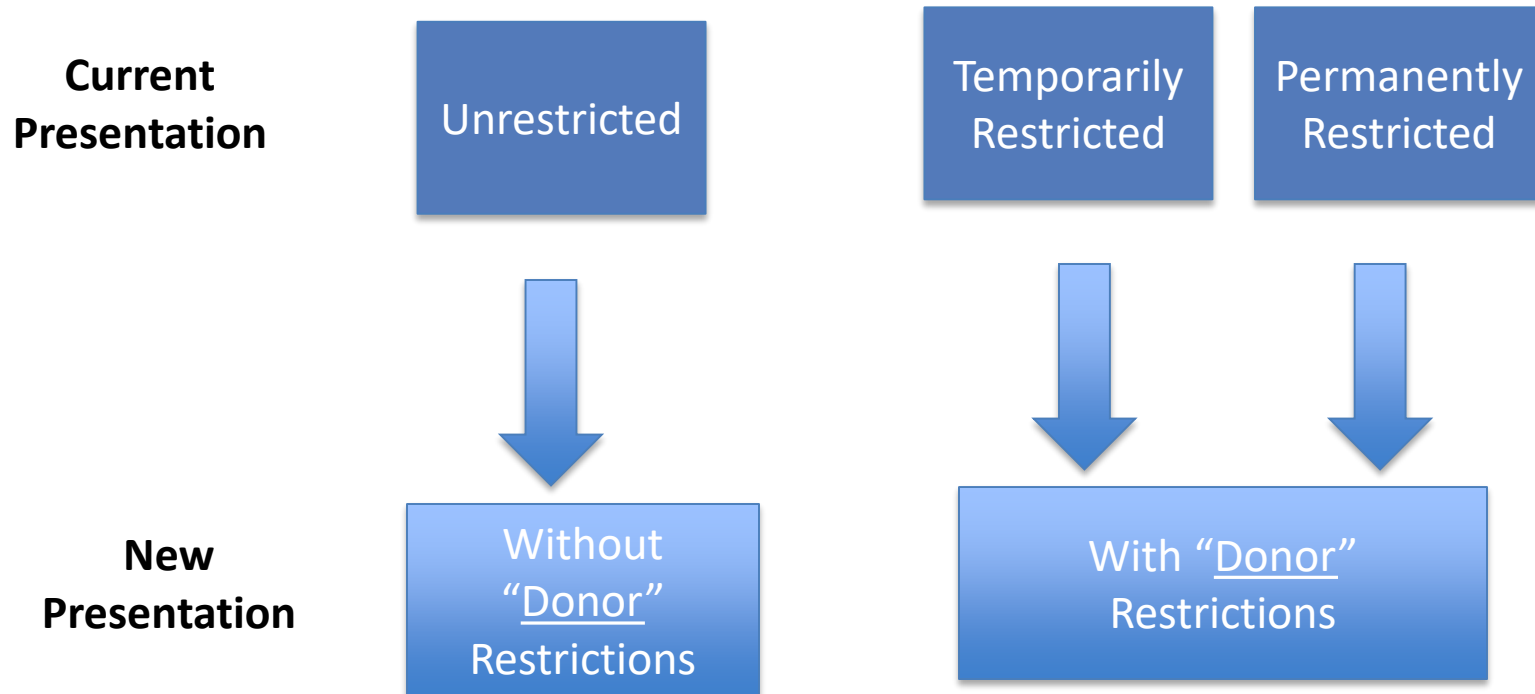 Current
Presentation
Unrestricted
Temporarily
Restricted
Permanently
Restricted
New
Presentation
Without
“Donor”
Restrictions
With “Donor”
Restrictions